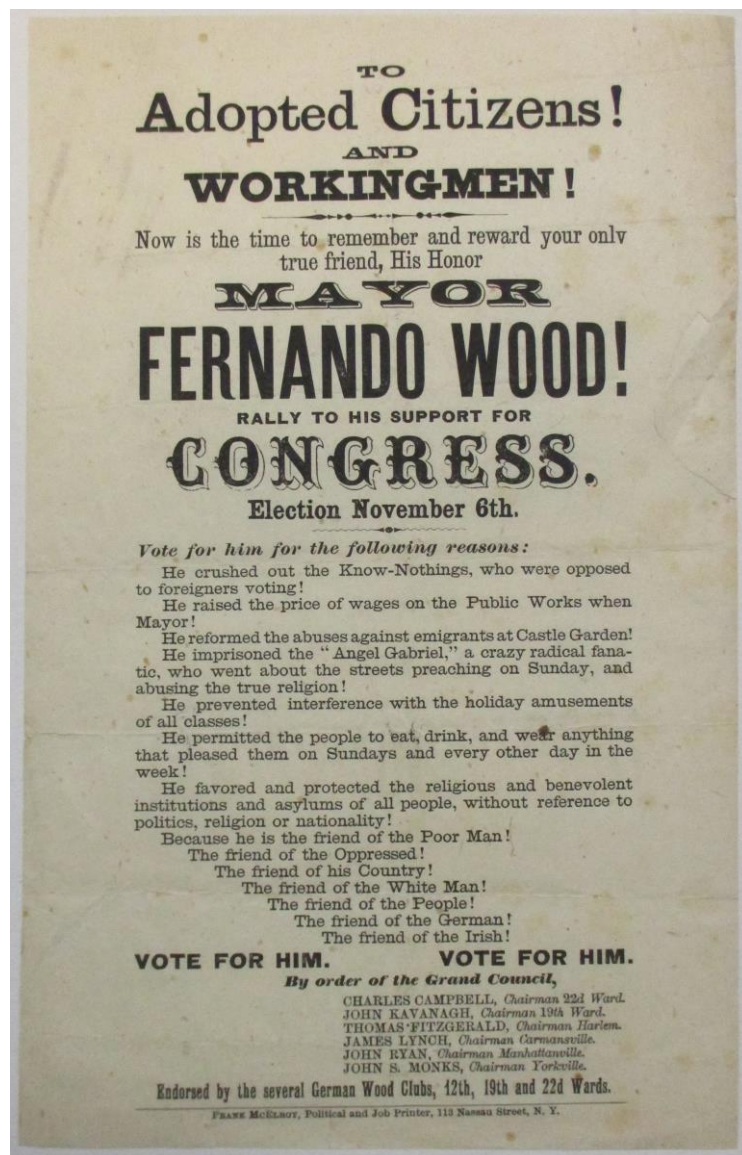 TO
Adopted Citizens!
AND
WORKINGMEN!
Now is the time to remember and reward your only
true friend, His Honor
MAYOR
FERNANDO WOOD!
RALLY TO HIS SUPPORT FOR
CONGRESS.
Election November 6th.
Vote for him for the following reasons:
He crushed out the Know-Nothings, who were opposed
to foreigners voting!
He raised the price of wages on the Public Works when
Mayor!
He reformed the abuses against emigrants at Castle Garden!
He imprisoned the "Angel Gabriel," a crazy radical fana-
tic, who went about the streets preaching on Sunday, and
abusing the true religion!
He prevented interference with the holiday amusements
of all classes!
He permitted the people to eat, drink, and wear anything
that pleased them on Sundays and every other day in the
week!
He favored and protected the religious and benevolent
institutions and asylums of all people, without reference to
politics, religion or nationality!
Because he is the friend of the Poor Man!
The friend of the Oppressed!
The friend of his Country!
The friend of the White Man!
The friend of the People!
The friend of the German!
The friend of the Irish!
VOTE FOR HIM. VOTE FOR HIM.
By order of the Grand Council,
CHARLES CAMPBELL, Chairman 22d Ward.
JOHN KAVANAGH, Chairman 19th Ward.
THOMAS FITZGERALD, Chairman Harlem.
JAMES LYNCH, Chairman Carmansville.
JOHN RYAN, Chairman Manhattanville.
JOHN S. MONKS, Chairman Yorkville.
Endorsed by the several German Wood Clubs, 12th, 19th and 22d Wards.
FRANK MCELROY, Political and Job Printer, 113 Nassau Street, N. Y.